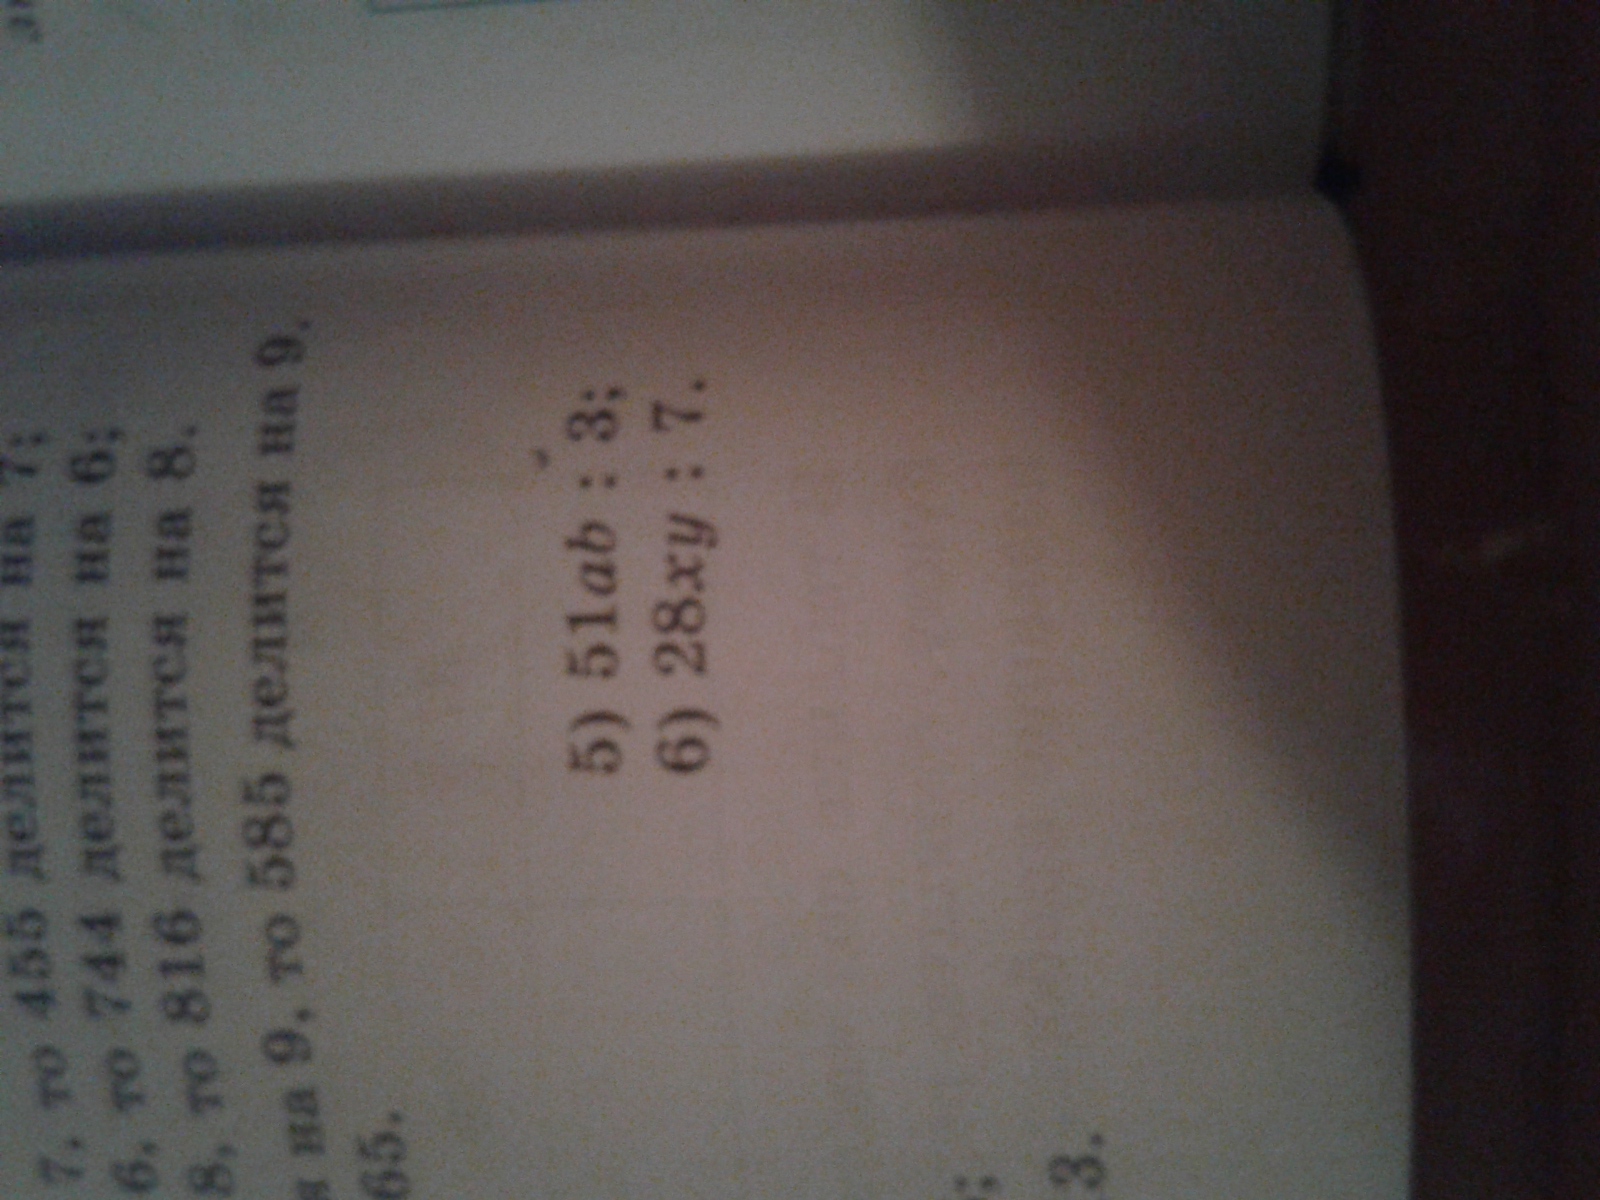 7, то 455 делится на 7;
6, то 744 делится на 6;
8, то 816 делится на 8.
на 9, то 585 делится на 9.
65.
5) 51ab : 3;
6) 28xy : 7.
;
3.